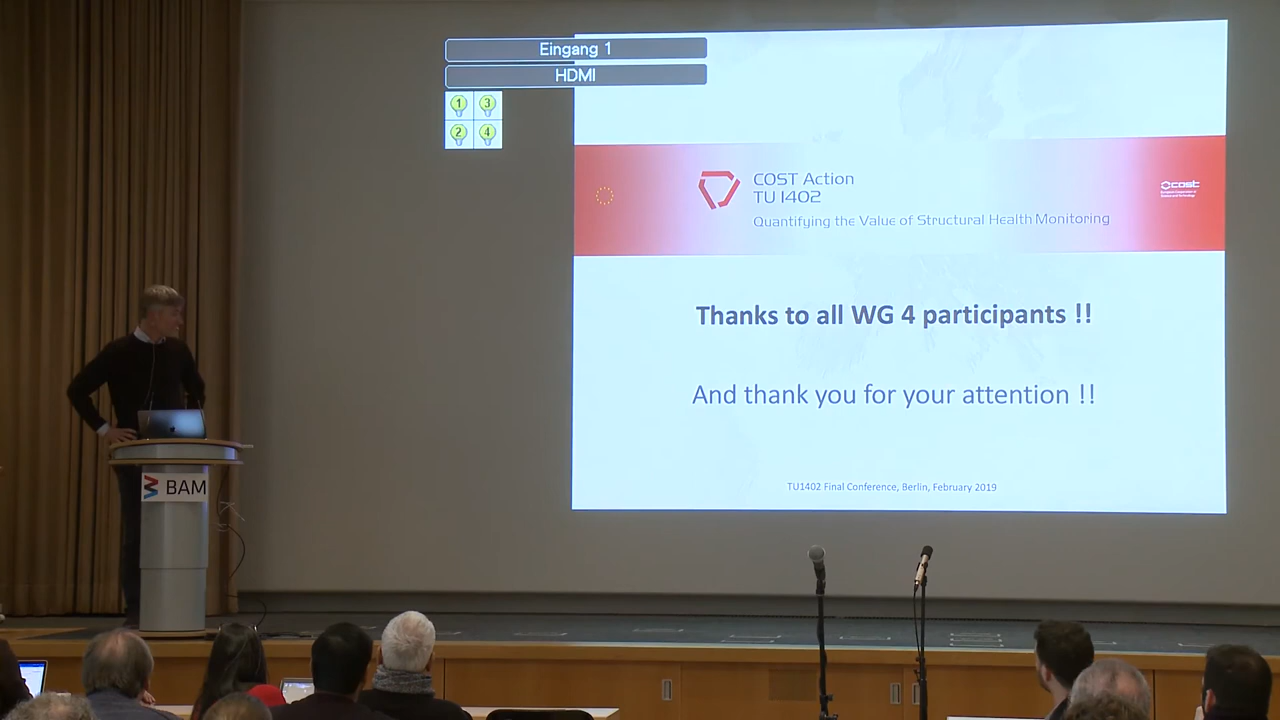 Eingang 1
HDMI
1 3
2 4
COST Action
TU 1402
Quantifying the Value of Structural Health Monitoring
cost
Thanks to all WG 4 participants !!
And thank you for your attention !!
TU1402 Final Conference, Berlin, February 2019
BAM